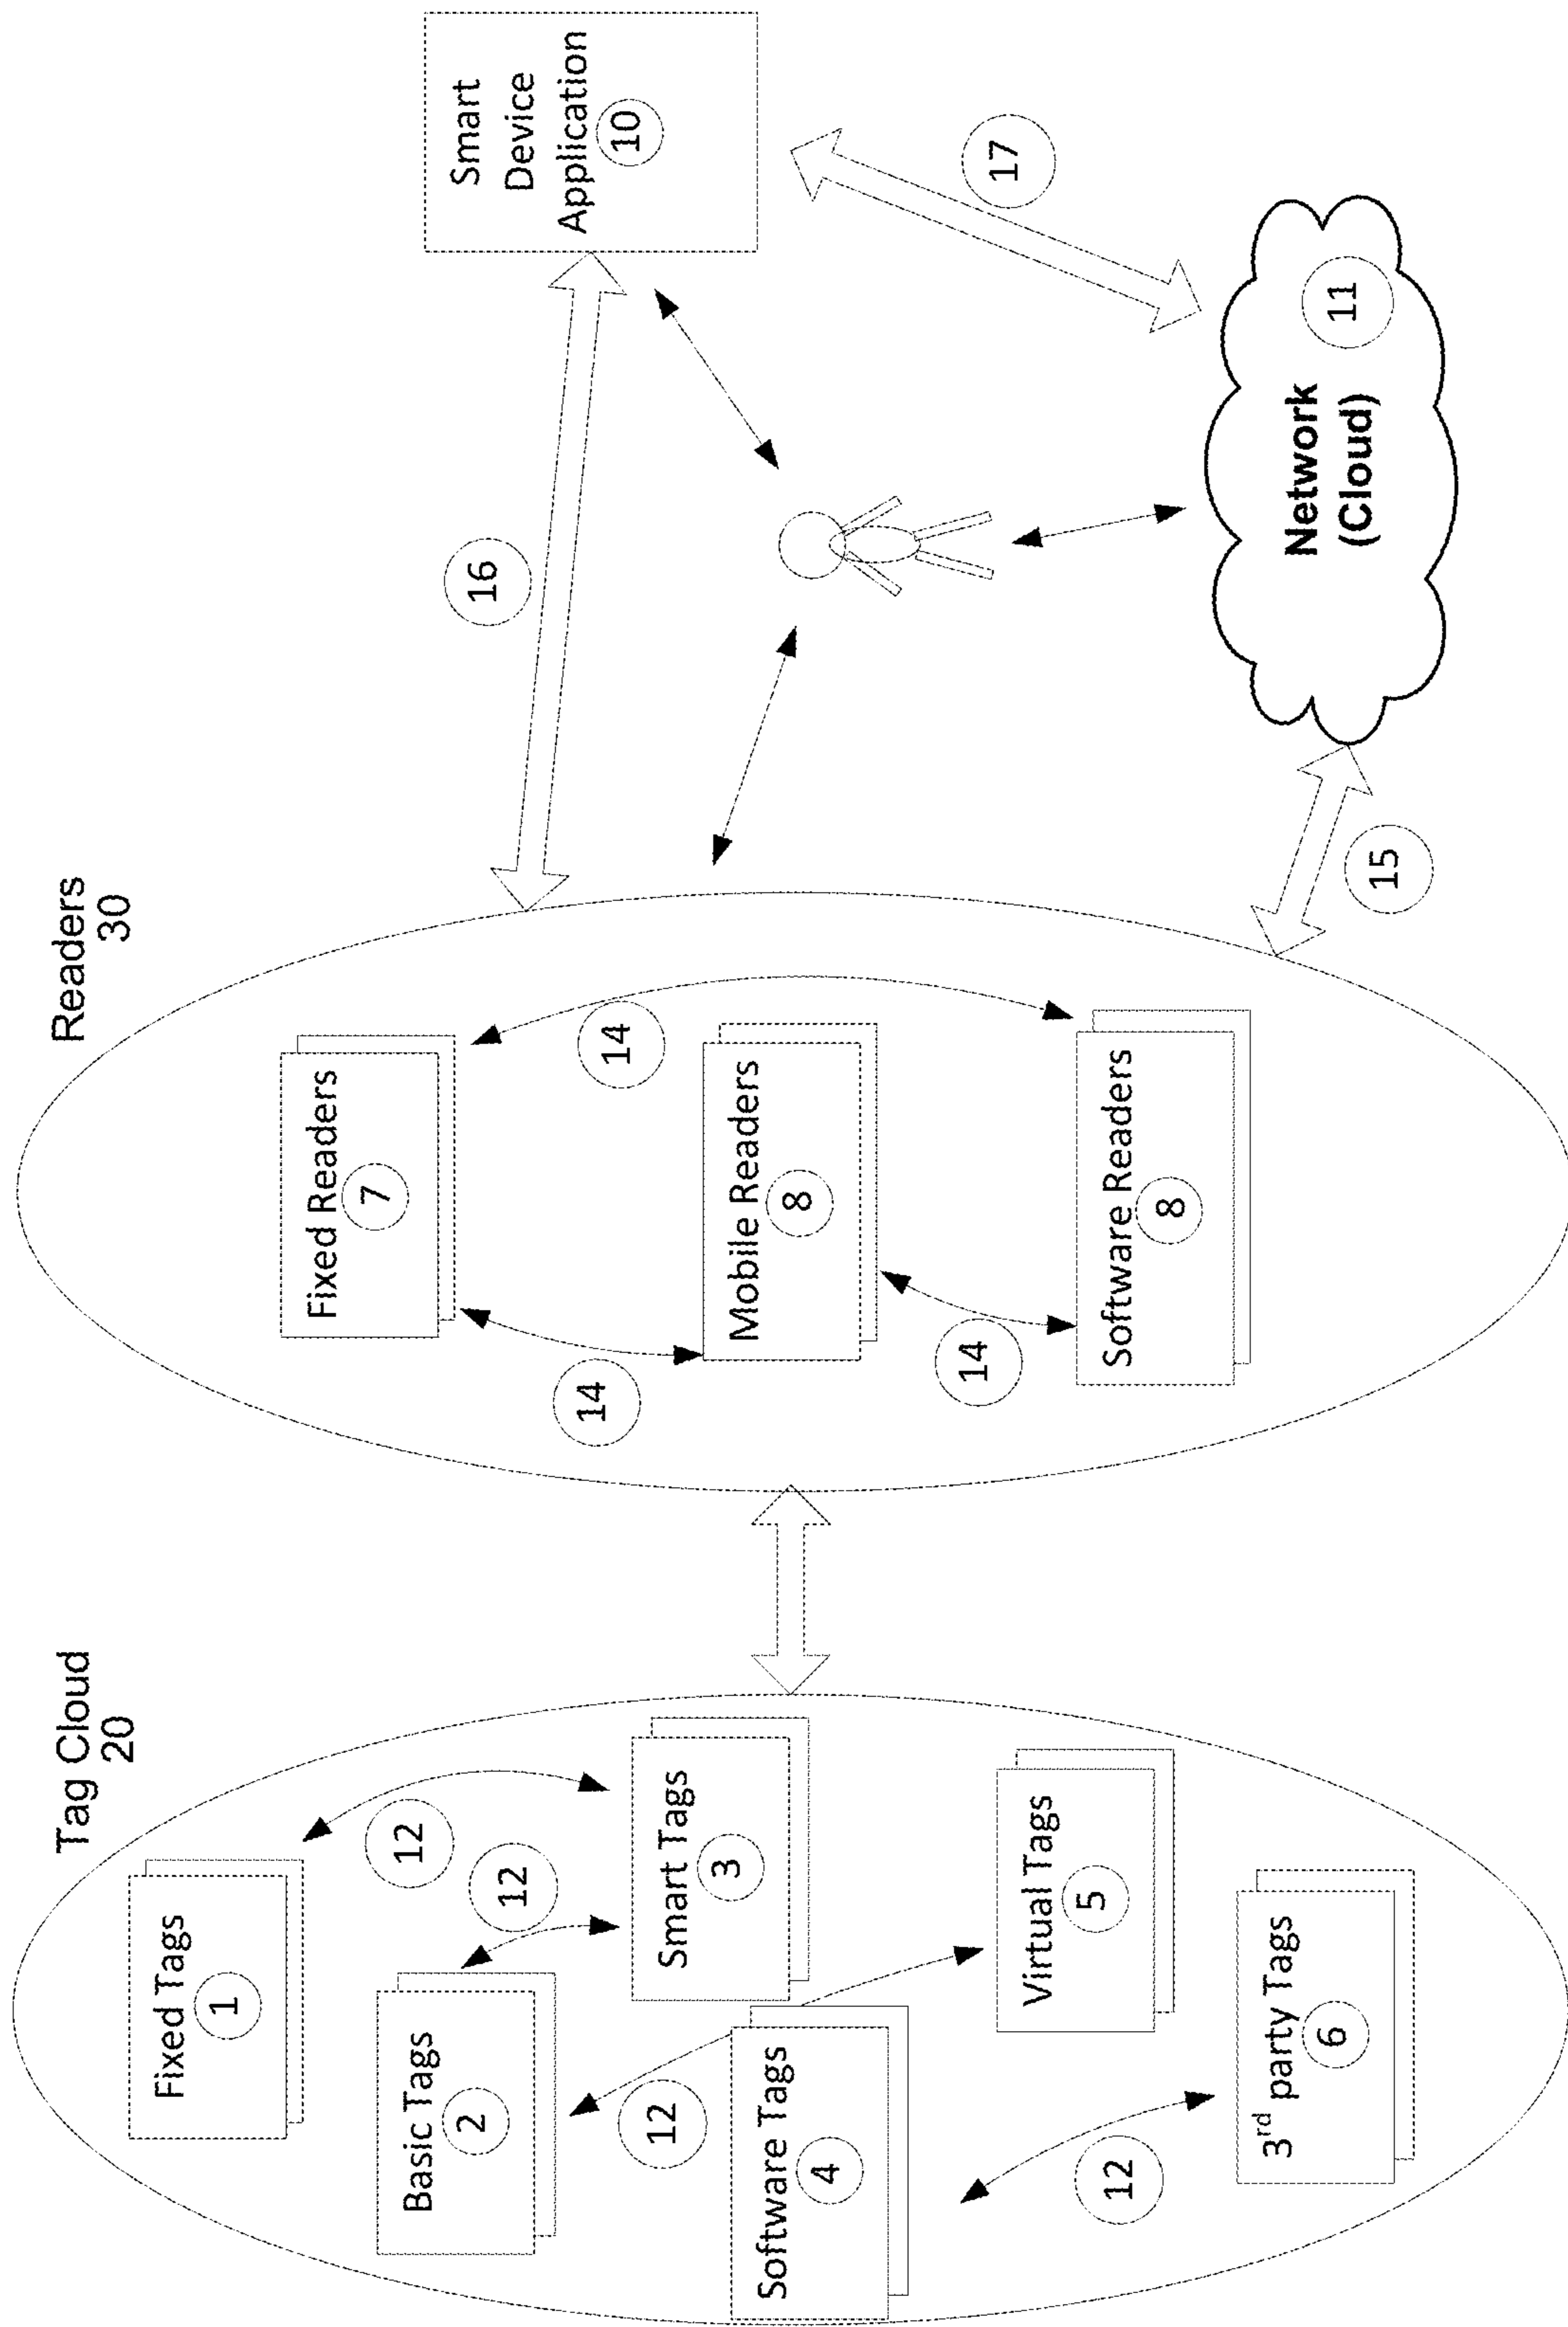 Tag Cloud
20
Fixed Tags
1
12
Basic Tags
2
12
Smart Tags
3
12
Software Tags
4
Virtual Tags
5
12
3rd party Tags
6
Readers
30
Fixed Readers
7
14
14
Mobile Readers
8
14
Software Readers
8
16
Smart
Device
Application
10
17
15
Network
(Cloud)
11